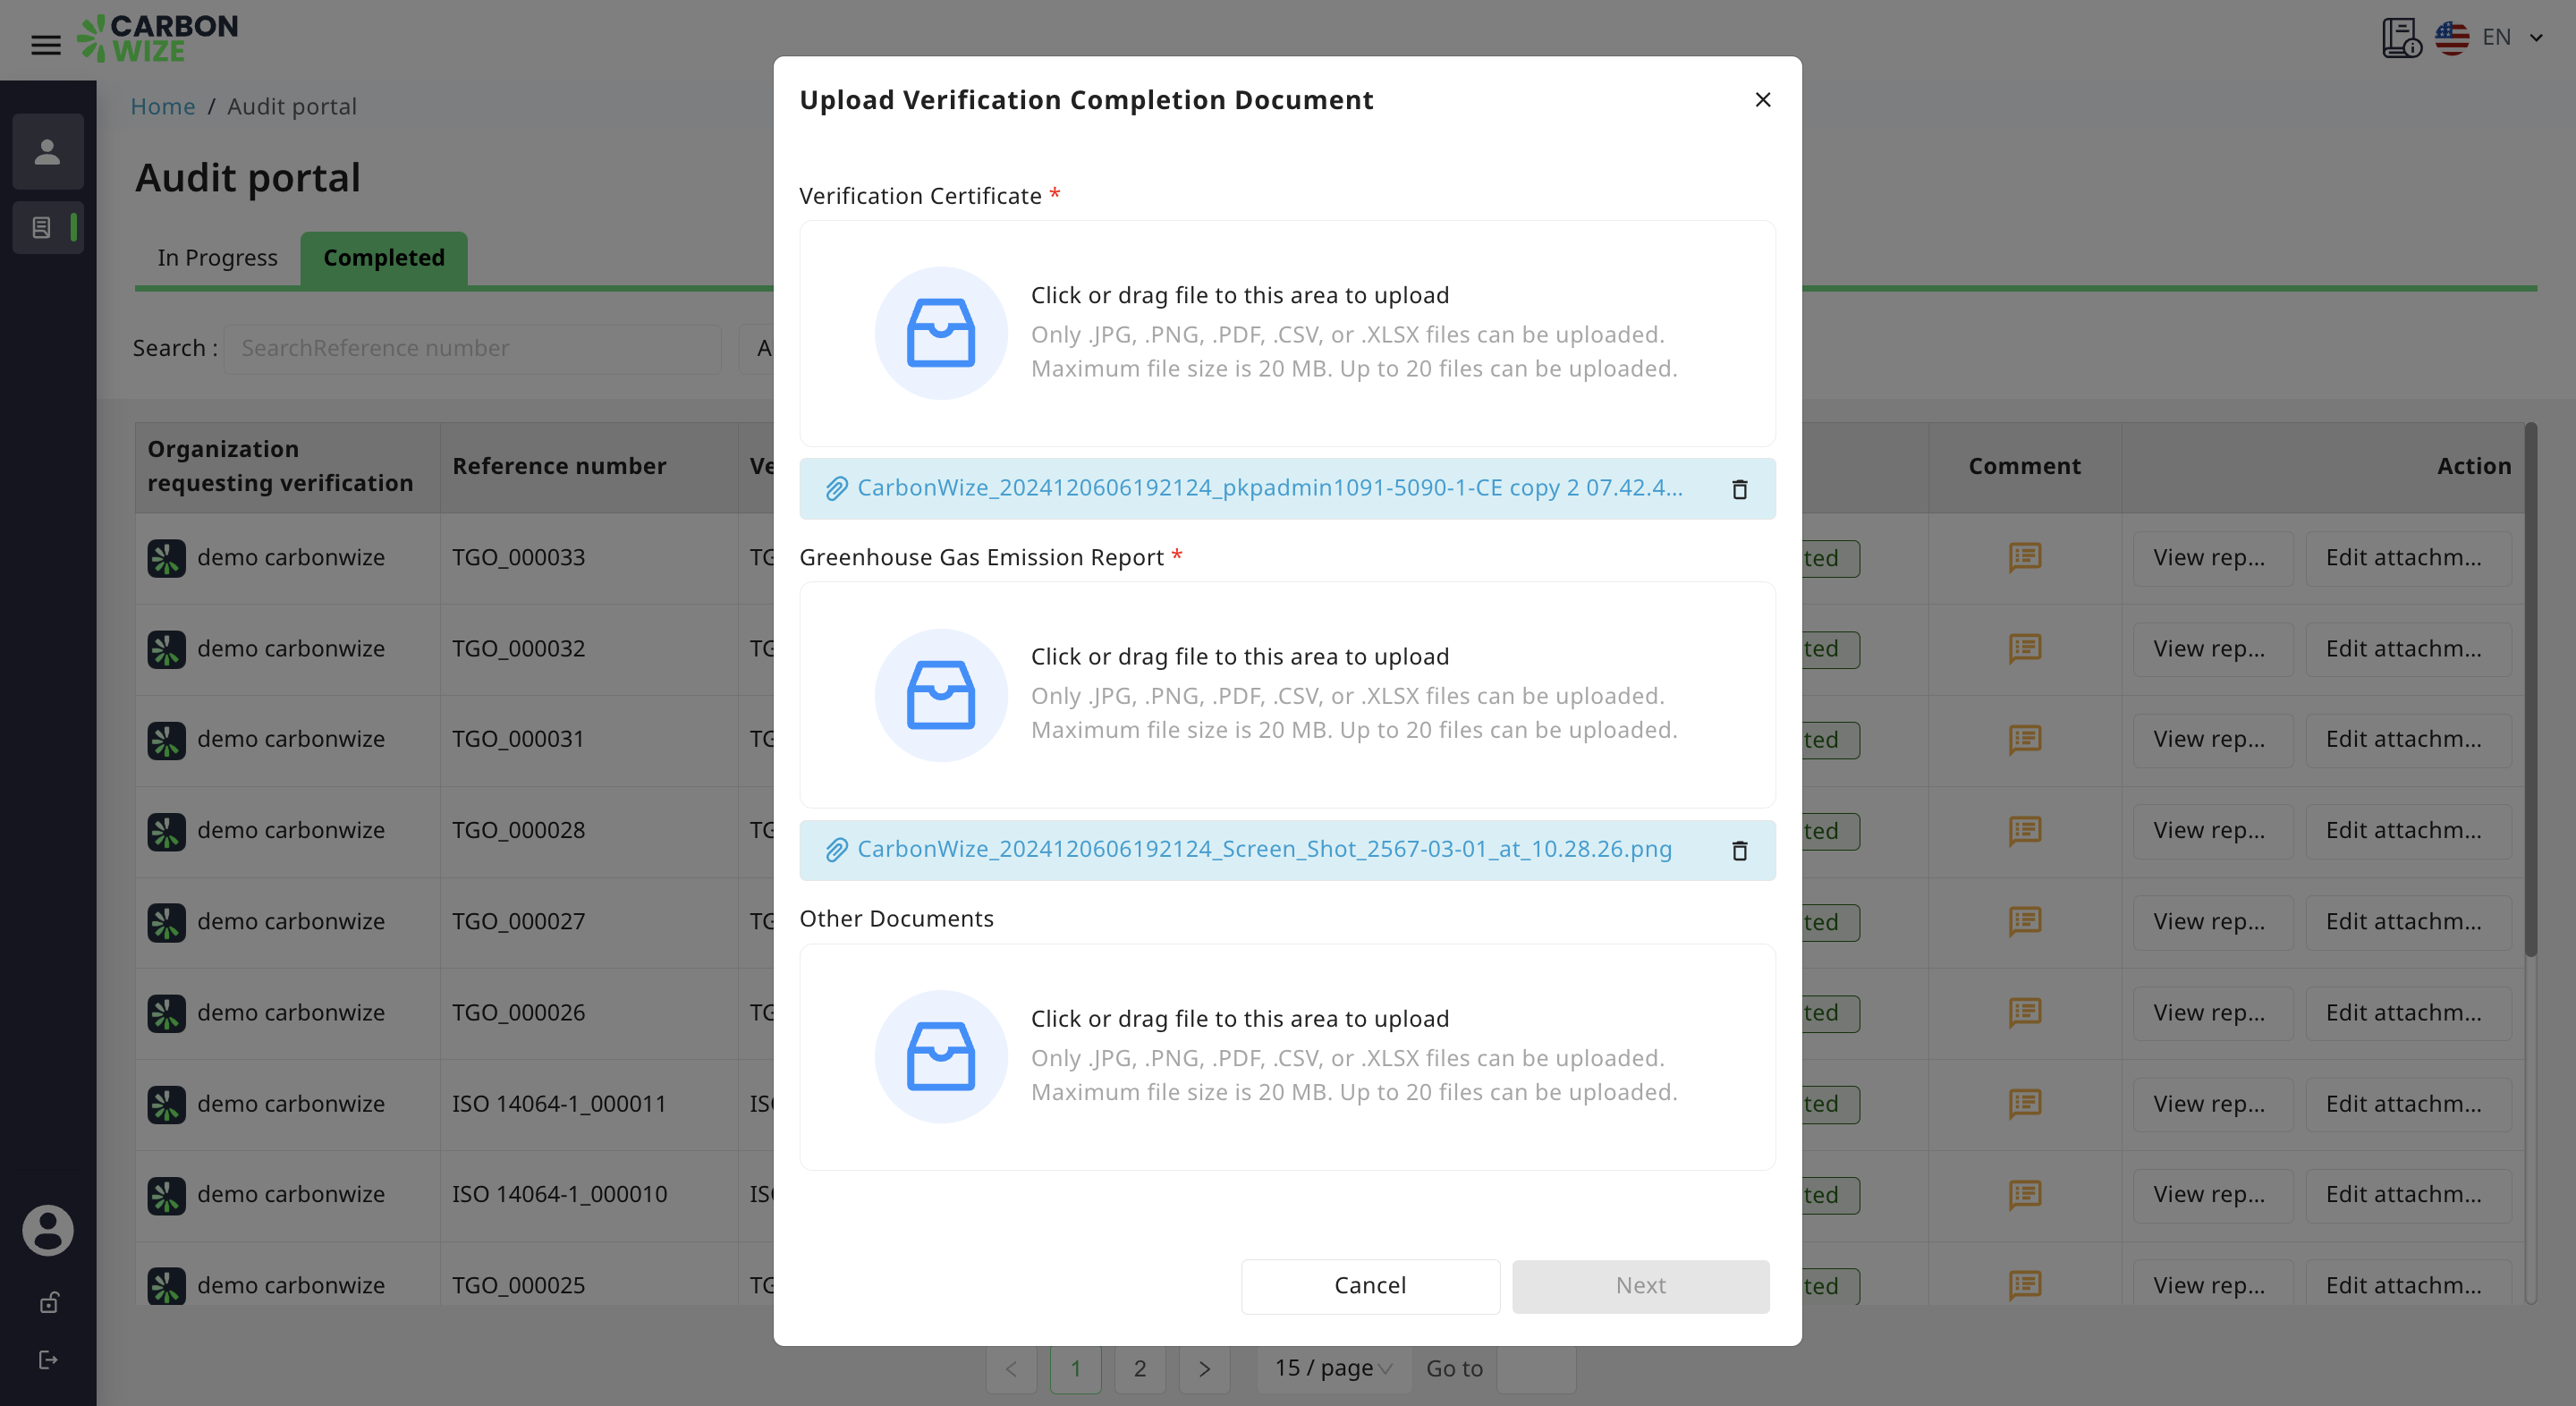 CARBON
WIZE
EN
Home / Audit portal
Audit portal
In Progress
Completed
Search :
SearchReference number
A
Organization
requesting verification
Reference number
Ve
Comment
Action
demo carbonwize TGO_000033 TG ted View rep... Edit attachm...
demo carbonwize TGO_000032 TG ted View rep... Edit attachm...
demo carbonwize TGO_000031 TG ted View rep... Edit attachm...
demo carbonwize TGO_000028 TG ted View rep... Edit attachm...
demo carbonwize TGO_000027 TG ted View rep... Edit attachm...
demo carbonwize TGO_000026 TG ted View rep... Edit attachm...
demo carbonwize ISO 14064-1_000011 ISO ted View rep... Edit attachm...
demo carbonwize ISO 14064-1_000010 ISO ted View rep... Edit attachm...
demo carbonwize TGO_000025 TG ted View rep... Edit attachm...
1 2 15 / page Go to
Upload Verification Completion Document
Verification Certificate *
Click or drag file to this area to upload
Only .JPG, .PNG, .PDF, .CSV, or .XLSX files can be uploaded.
Maximum file size is 20 MB. Up to 20 files can be uploaded.
CarbonWize_2024120606192124_pkpadmin1091-5090-1-CE copy 2 07.42.4...
Greenhouse Gas Emission Report *
Click or drag file to this area to upload
Only .JPG, .PNG, .PDF, .CSV, or .XLSX files can be uploaded.
Maximum file size is 20 MB. Up to 20 files can be uploaded.
CarbonWize_2024120606192124_Screen_Shot_2567-03-01_at_10.28.26.png
Other Documents
Click or drag file to this area to upload
Only .JPG, .PNG, .PDF, .CSV, or .XLSX files can be uploaded.
Maximum file size is 20 MB. Up to 20 files can be uploaded.
Cancel
Next